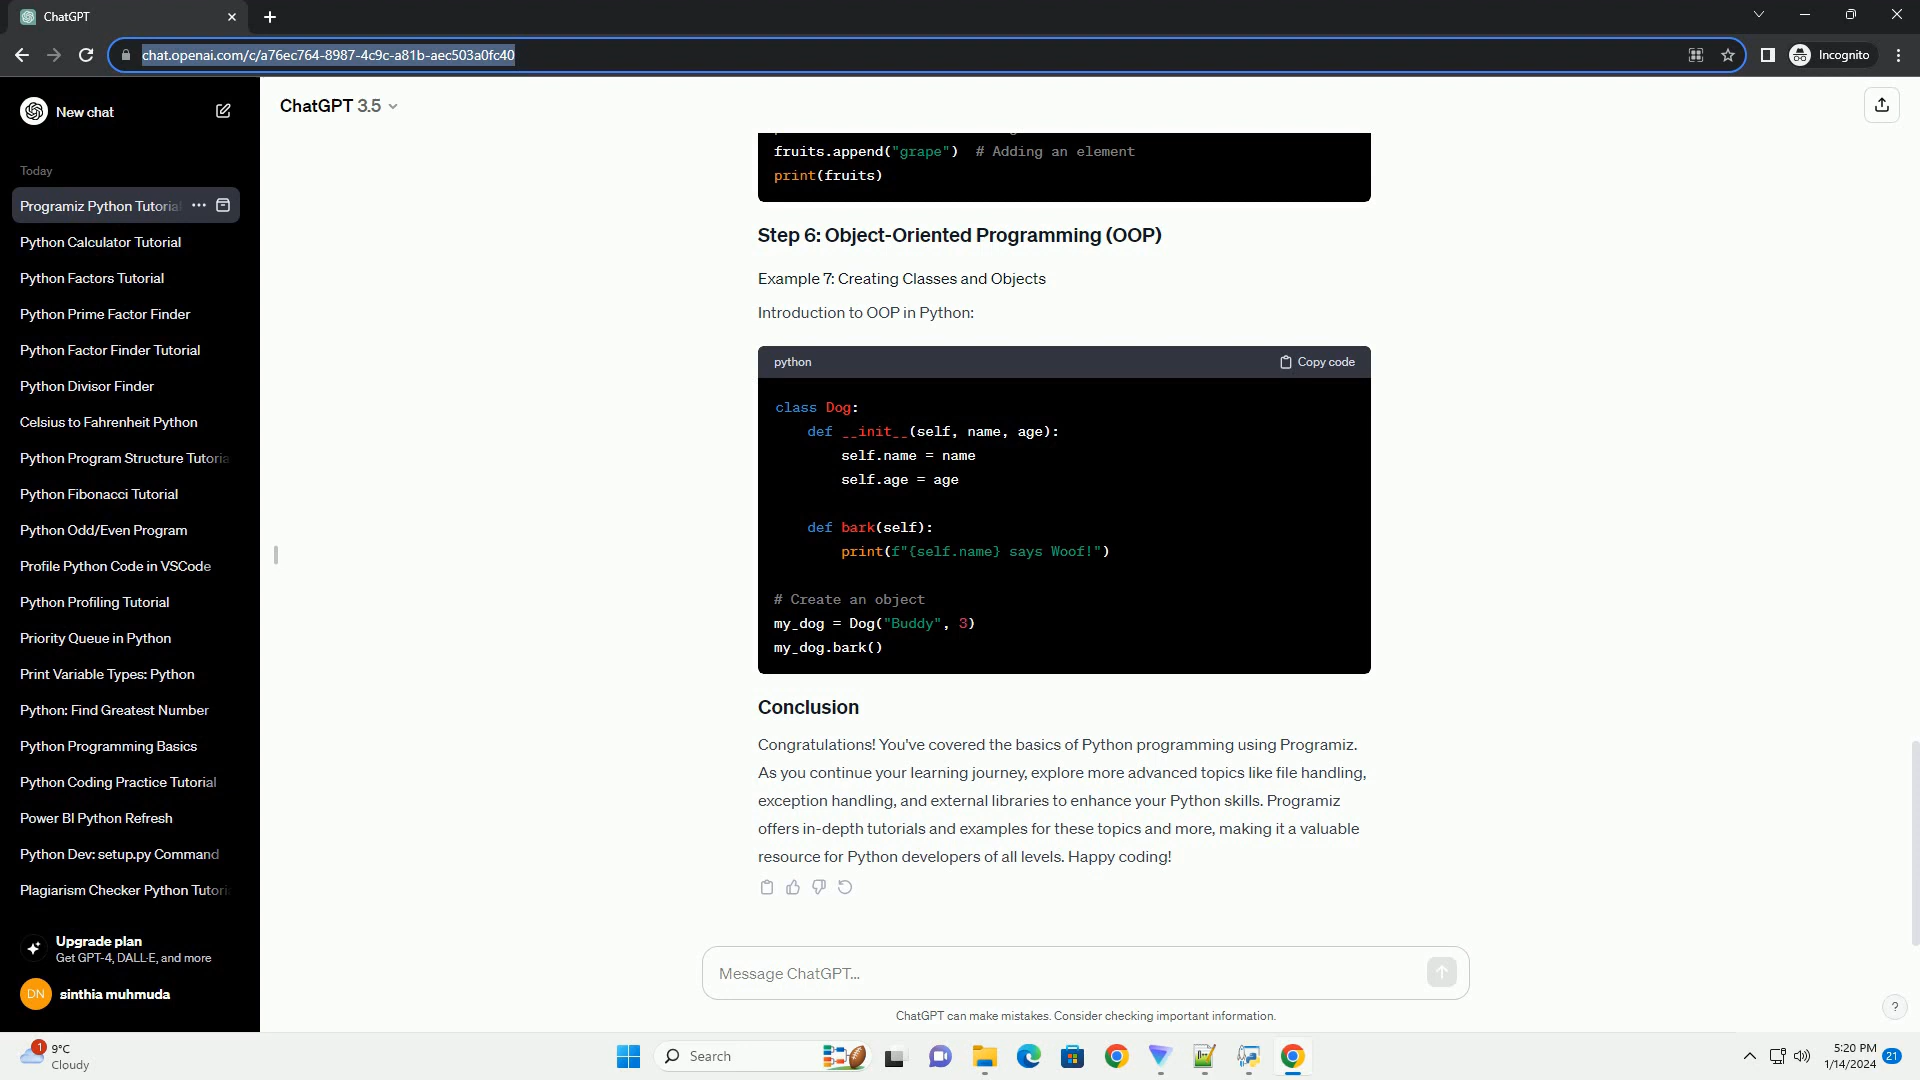 ChatGPT
chat.openai.com/c/a76ec764-8987-4c9c-a81b-aec503a0fc40
Incognito
New chat
ChatGPT 3.5
Today
Programiz Python Tutorial
Python Calculator Tutorial
Python Factors Tutorial
Python Prime Factor Finder
Python Factor Finder Tutorial
Python Divisor Finder
Celsius to Fahrenheit Python
Python Program Structure Tutoria
Python Fibonacci Tutorial
Python Odd/Even Program
Profile Python Code in VSCode
Python Profiling Tutorial
Priority Queue in Python
Print Variable Types: Python
Python: Find Greatest Number
Python Programming Basics
Python Coding Practice Tutorial
Power BI Python Refresh
Python Dev: setup.py Command
Plagiarism Checker Python Tutori
Upgrade plan
Get GPT-4, DALL·E, and more
DN
sinthia muhmuda
fruits.append("grape")  # Adding an element
print(fruits)
Step 6: Object-Oriented Programming (OOP)
Example 7: Creating Classes and Objects
Introduction to OOP in Python:
python
Copy code
class Dog:
    def __init__(self, name, age):
        self.name = name
        self.age = age
    def bark(self):
        print(f"{self.name} says Woof!")
# Create an object
my_dog = Dog("Buddy", 3)
my_dog.bark()
Conclusion
Congratulations! You've covered the basics of Python programming using Programiz.
As you continue your learning journey, explore more advanced topics like file handling,
exception handling, and external libraries to enhance your Python skills. Programiz
offers in-depth tutorials and examples for these topics and more, making it a valuable
resource for Python developers of all levels. Happy coding!
Message ChatGPT...
ChatGPT can make mistakes. Consider checking important information.
?
1
9°C
Cloudy
Search
5:20 PM
1/14/2024
21